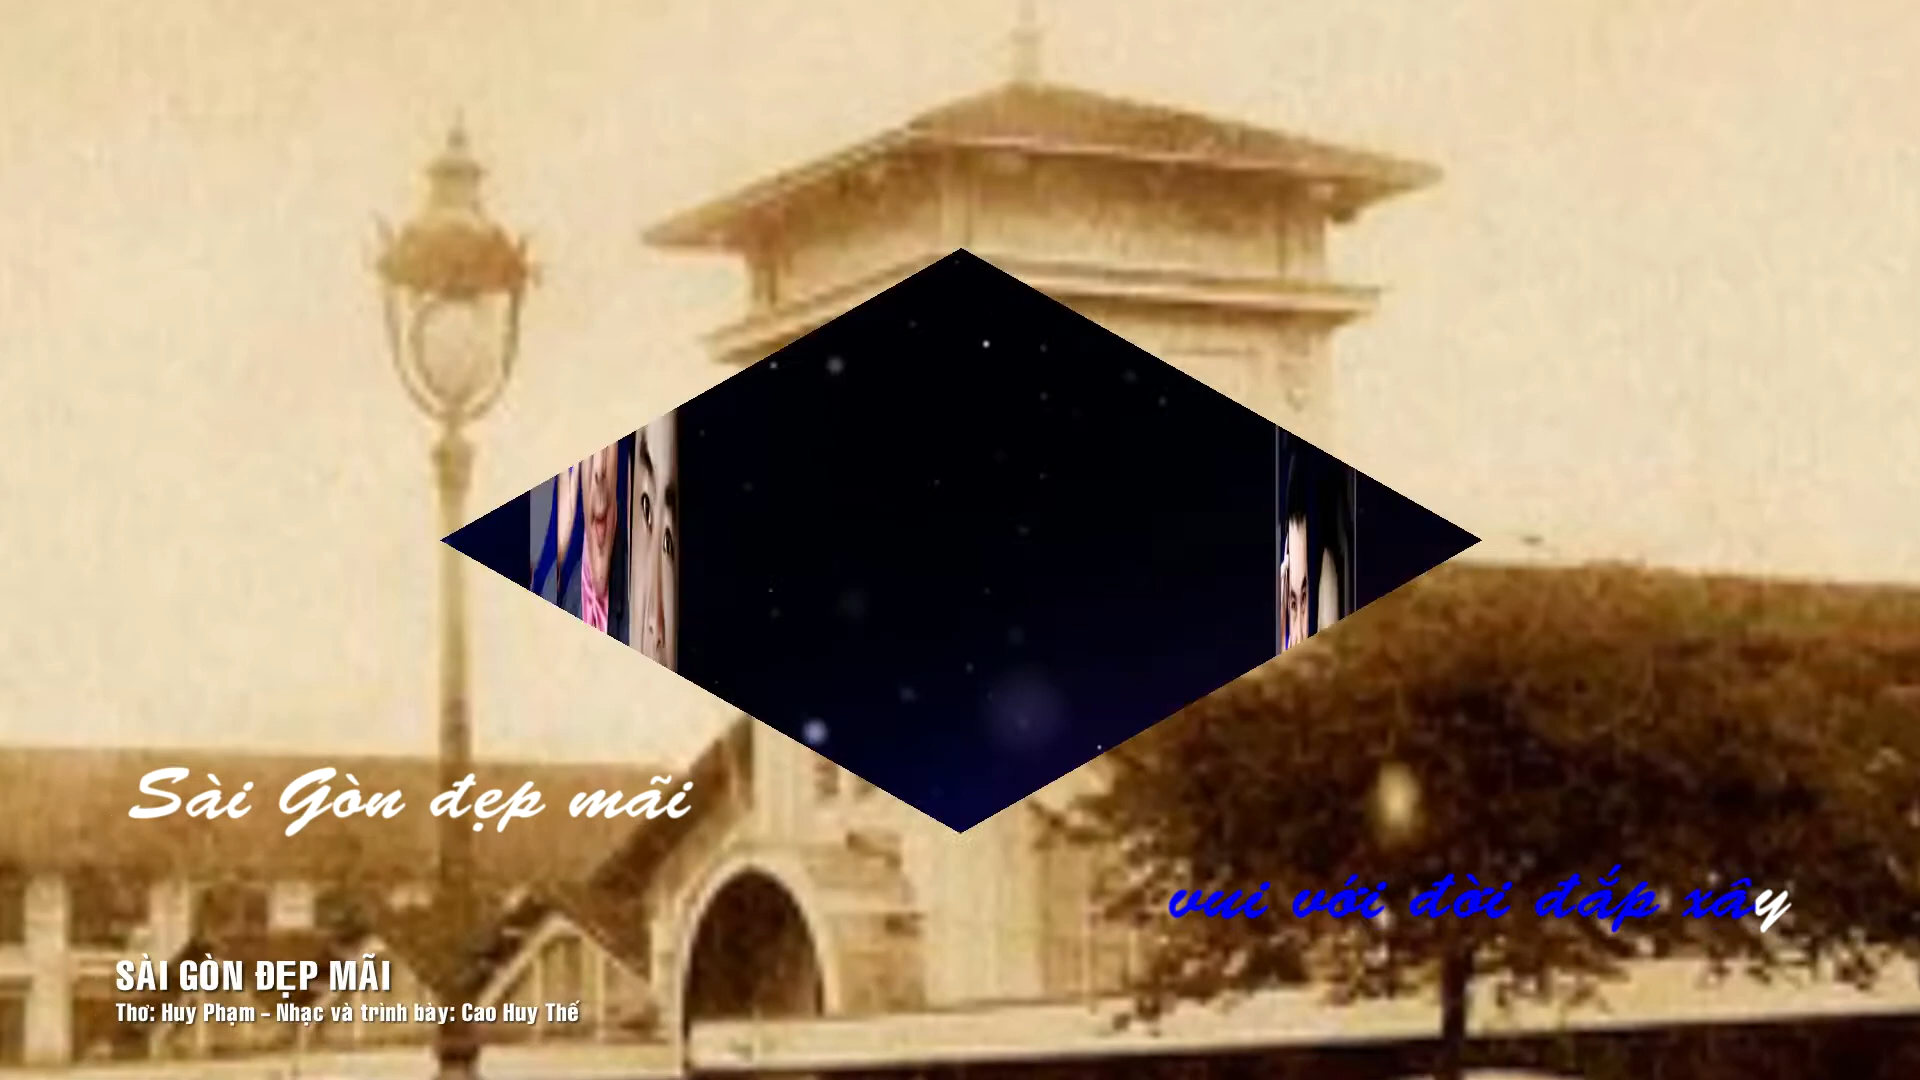 Sài Gòn đẹp mãi
vui với đời đắp xây
SÀI GÒN ĐẸP MÃI
Thơ: Huy Phạm - Nhạc và trình bày: Cao Huy Thế